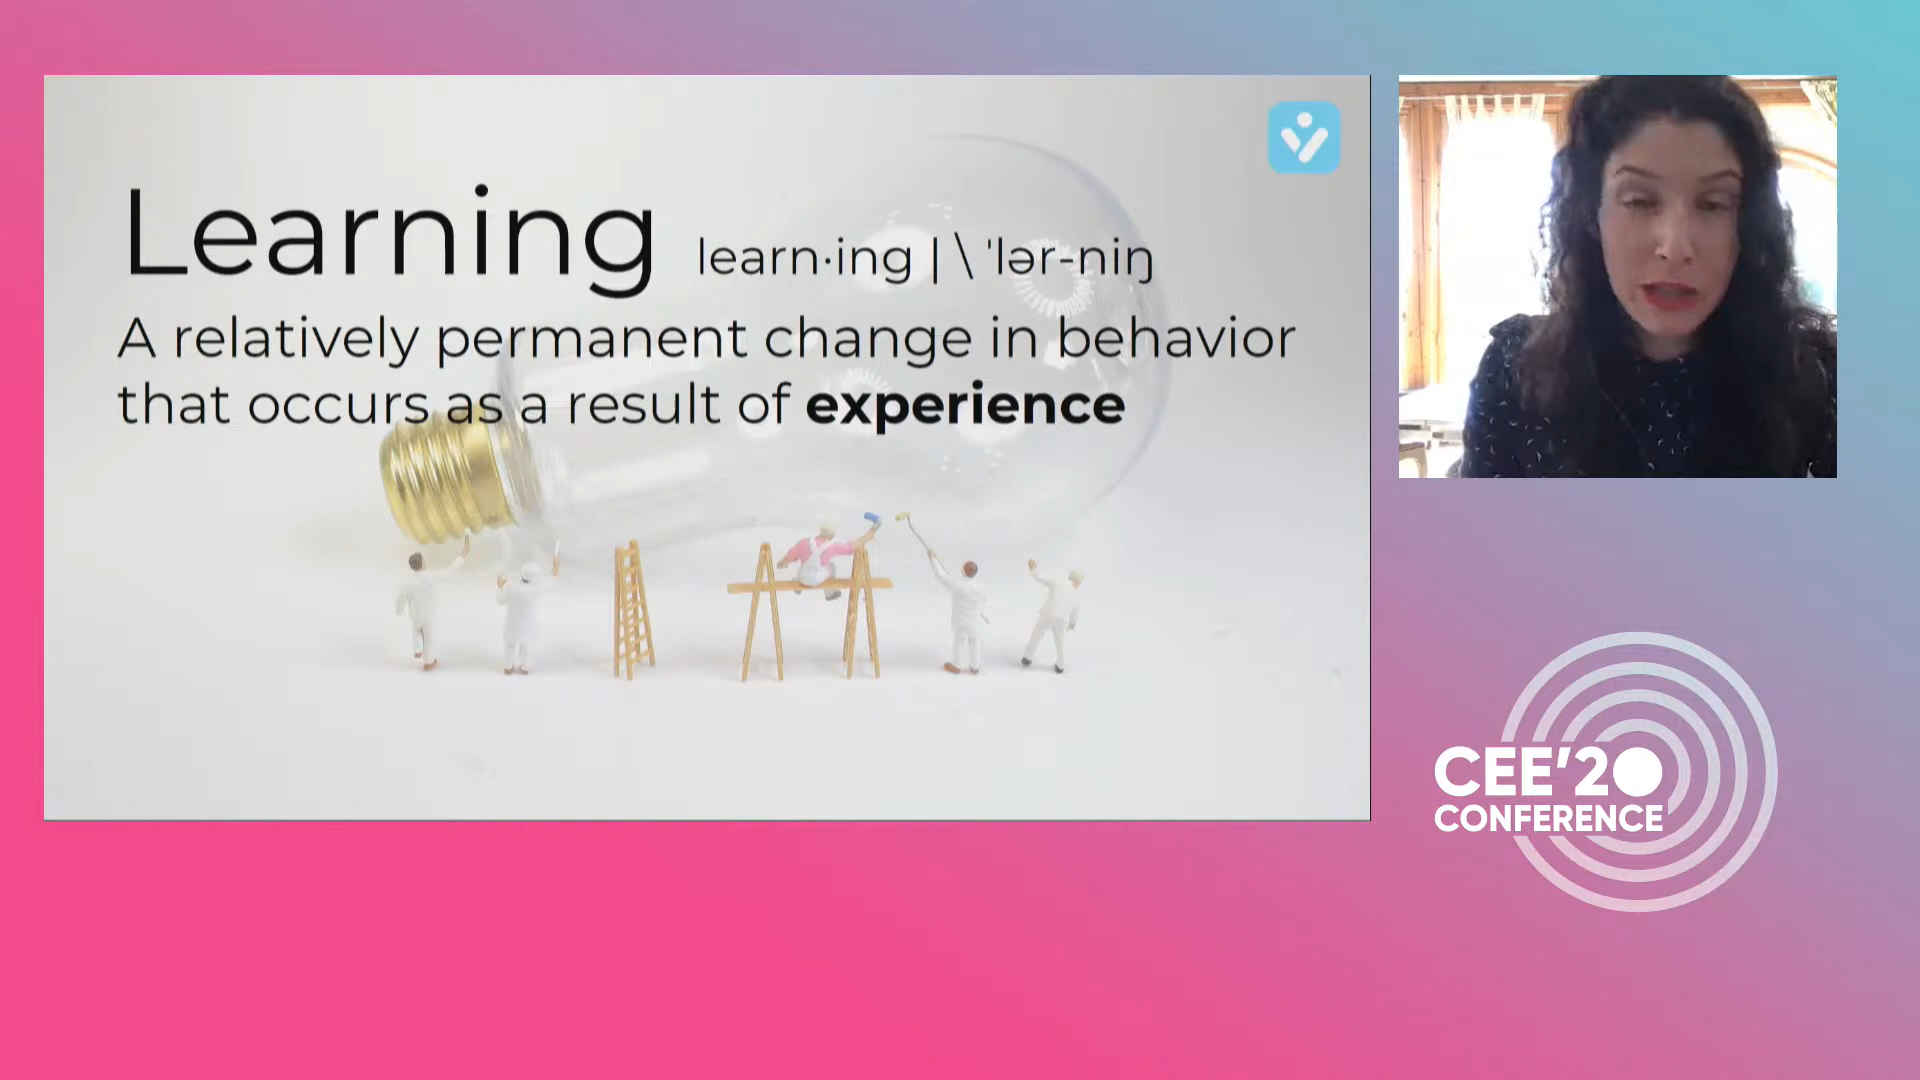 Learning learn·ing | \ ˈlər-niŋ
A relatively permanent change in behavior
that occurs as a result of experience
CEE'20
CONFERENCE